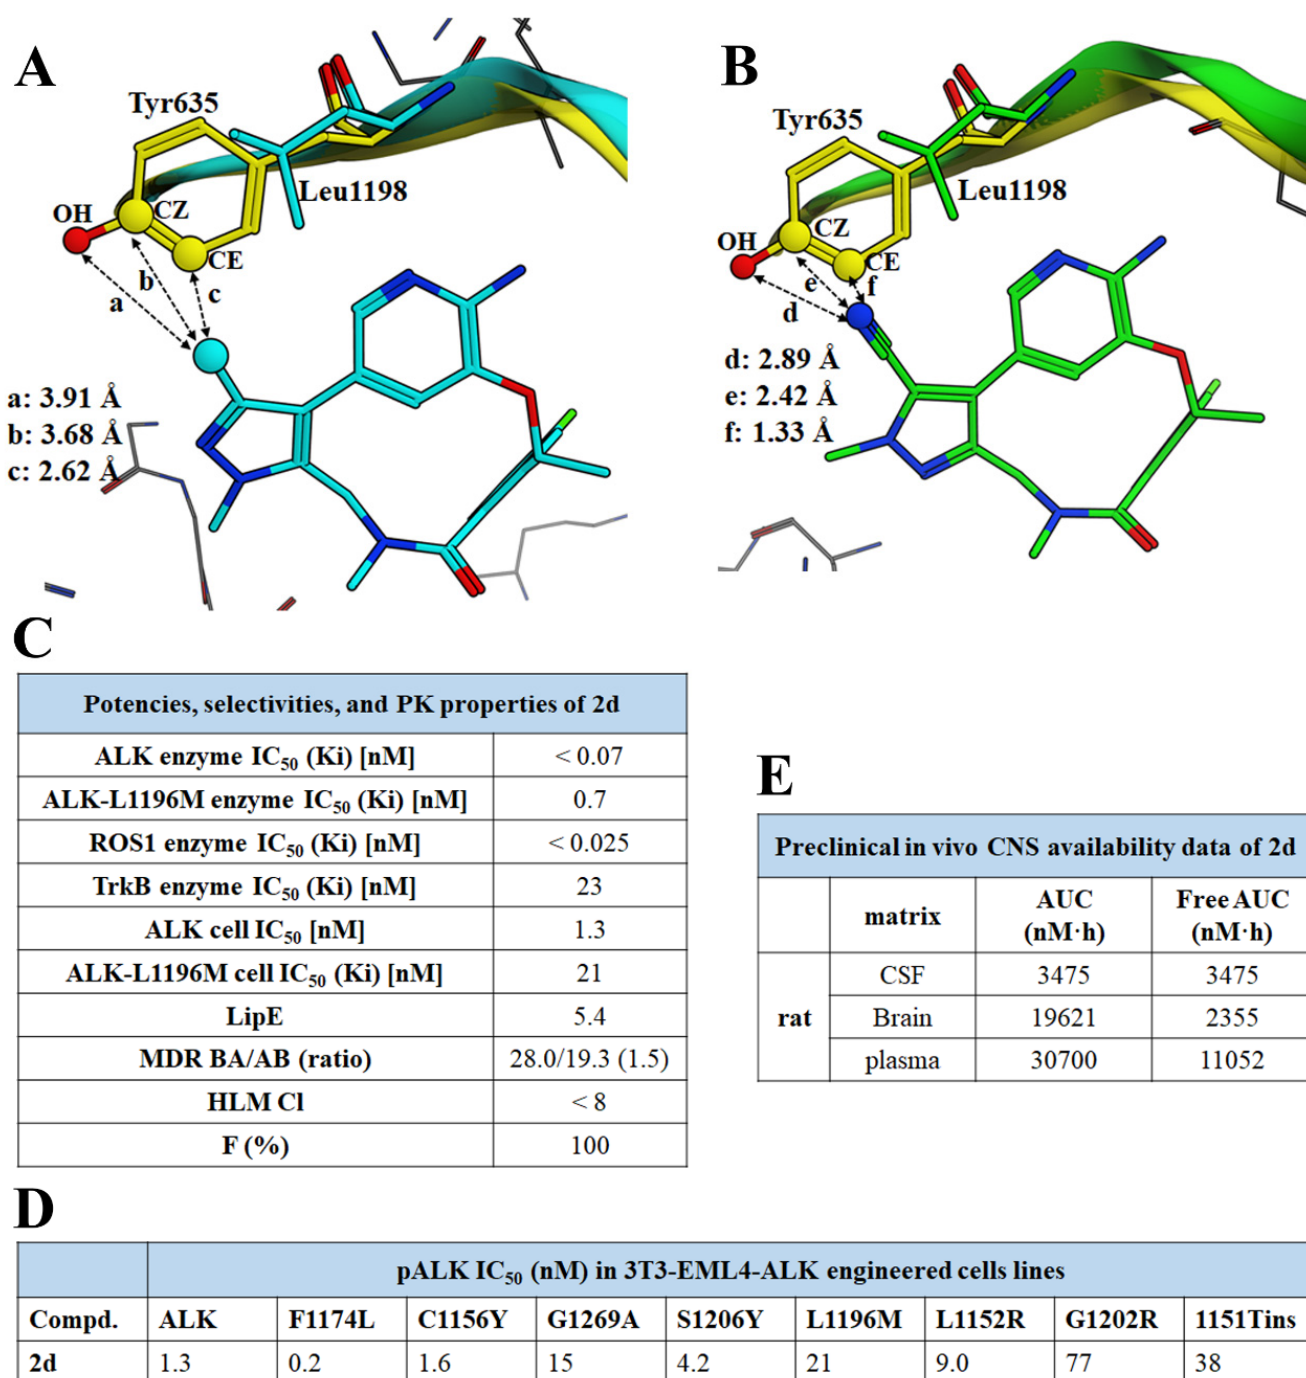 A
Tyr635
Leu1198
OH
CZ
CE
a
b
c
a: 3.91 Å
b: 3.68 Å
c: 2.62 Å
B
Tyr635
Leu1198
OH
CZ
CE
e
f
d
d: 2.89 Å
e: 2.42 Å
f: 1.33 Å
C
Potencies, selectivities, and PK properties of 2d
ALK enzyme IC₅₀ (Ki) [nM] < 0.07
ALK-L1196M enzyme IC₅₀ (Ki) [nM] 0.7
ROS1 enzyme IC₅₀ (Ki) [nM] < 0.025
TrkB enzyme IC₅₀ (Ki) [nM] 23
ALK cell IC₅₀ [nM] 1.3
ALK-L1196M cell IC₅₀ (Ki) [nM] 21
LipE 5.4
MDR BA/AB (ratio) 28.0/19.3 (1.5)
HLM Cl < 8
F (%) 100
E
Preclinical in vivo CNS availability data of 2d
matrix AUC (nM·h) Free AUC (nM·h)
rat
CSF 3475 3475
Brain 19621 2355
plasma 30700 11052
D
pALK IC₅₀ (nM) in 3T3-EML4-ALK engineered cells lines
Compd. ALK F1174L C1156Y G1269A S1206Y L1196M L1152R G1202R 1151Tins
2d 1.3 0.2 1.6 15 4.2 21 9.0 77 38